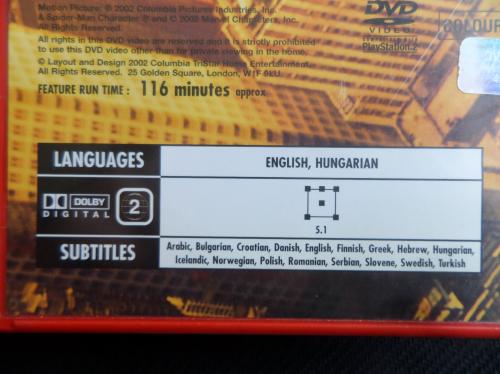 Motion Picture: © 2002 Columbia Pictures Industries, Inc.
& Spider-Man Character ® and © 2002 Marvel Characters, Inc.
All Rights Reserved.
All rights in this DVD video are reserved and it is strictly prohibited
to use this DVD video other than for private viewing in the home.
© Layout and Design 2002 Columbia TriStar Home Entertainment.
All Rights Reserved. 25 Golden Square, London, W1F 9LU
FEATURE RUN TIME : 116 minutes approx
DVD
VIDEO
PlayStation.2
COLOUR
LANGUAGES
ENGLISH, HUNGARIAN
DOLBY
DIGITAL
2
5.1
SUBTITLES
Arabic, Bulgarian, Croatian, Danish, English, Finnish, Greek, Hebrew, Hungarian,
Icelandic, Norwegian, Polish, Romanian, Serbian, Slovene, Swedish, Turkish